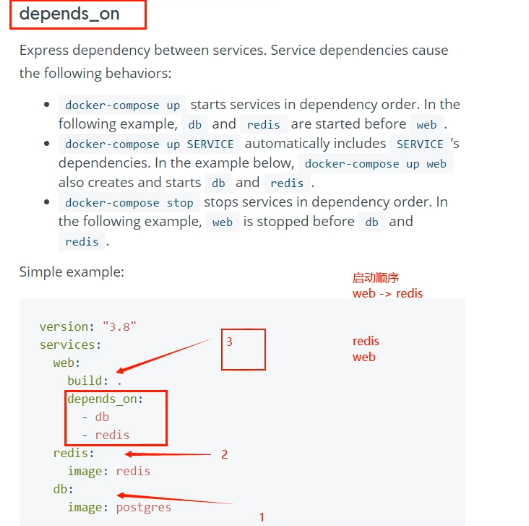 depends_on
Express dependency between services. Service dependencies cause
the following behaviors:
• docker-compose up starts services in dependency order. In the
following example, db and redis are started before web .
• docker-compose up SERVICE automatically includes SERVICE 's
dependencies. In the example below, docker-compose up web
also creates and starts db and redis .
• docker-compose stop stops services in dependency order. In
the following example, web is stopped before db and
redis .
Simple example:
启动顺序
web -> redis
version: "3.8"
services:
3
redis
web:
web
build: .
depends_on:
- db
- redis
redis:
2
image: redis
db:
image: postgres
1